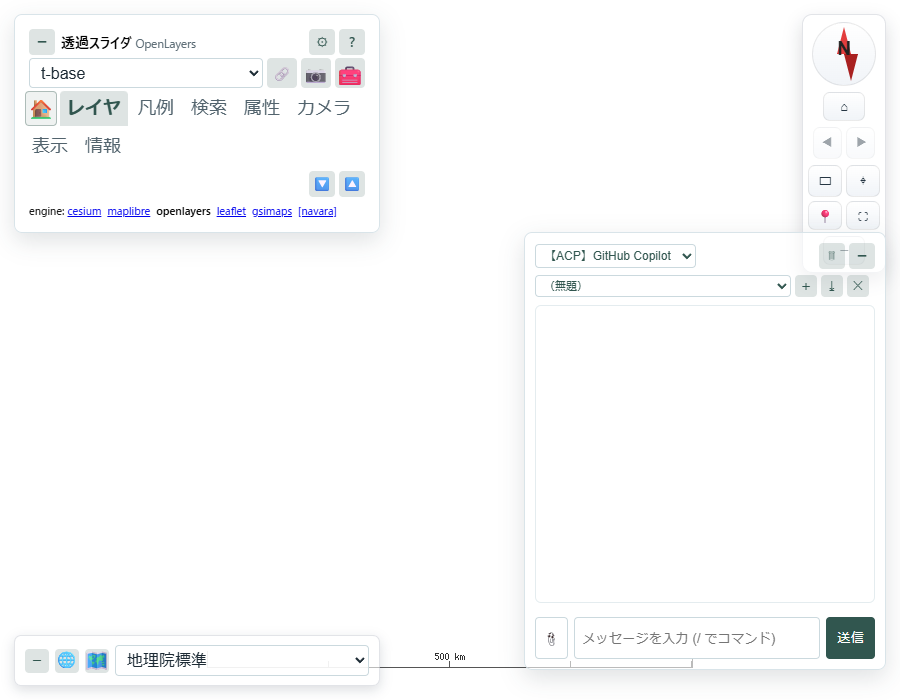 透過スライダ OpenLayers
?
t-base
レイヤ 凡例 検索 属性 カメラ
表示 情報
engine: cesium maplibre openlayers leaflet gsimaps [navara]
N
【ACP】GitHub Copilot
（無題）
メッセージを入力 (/ でコマンド)
送信
地理院標準
500 km